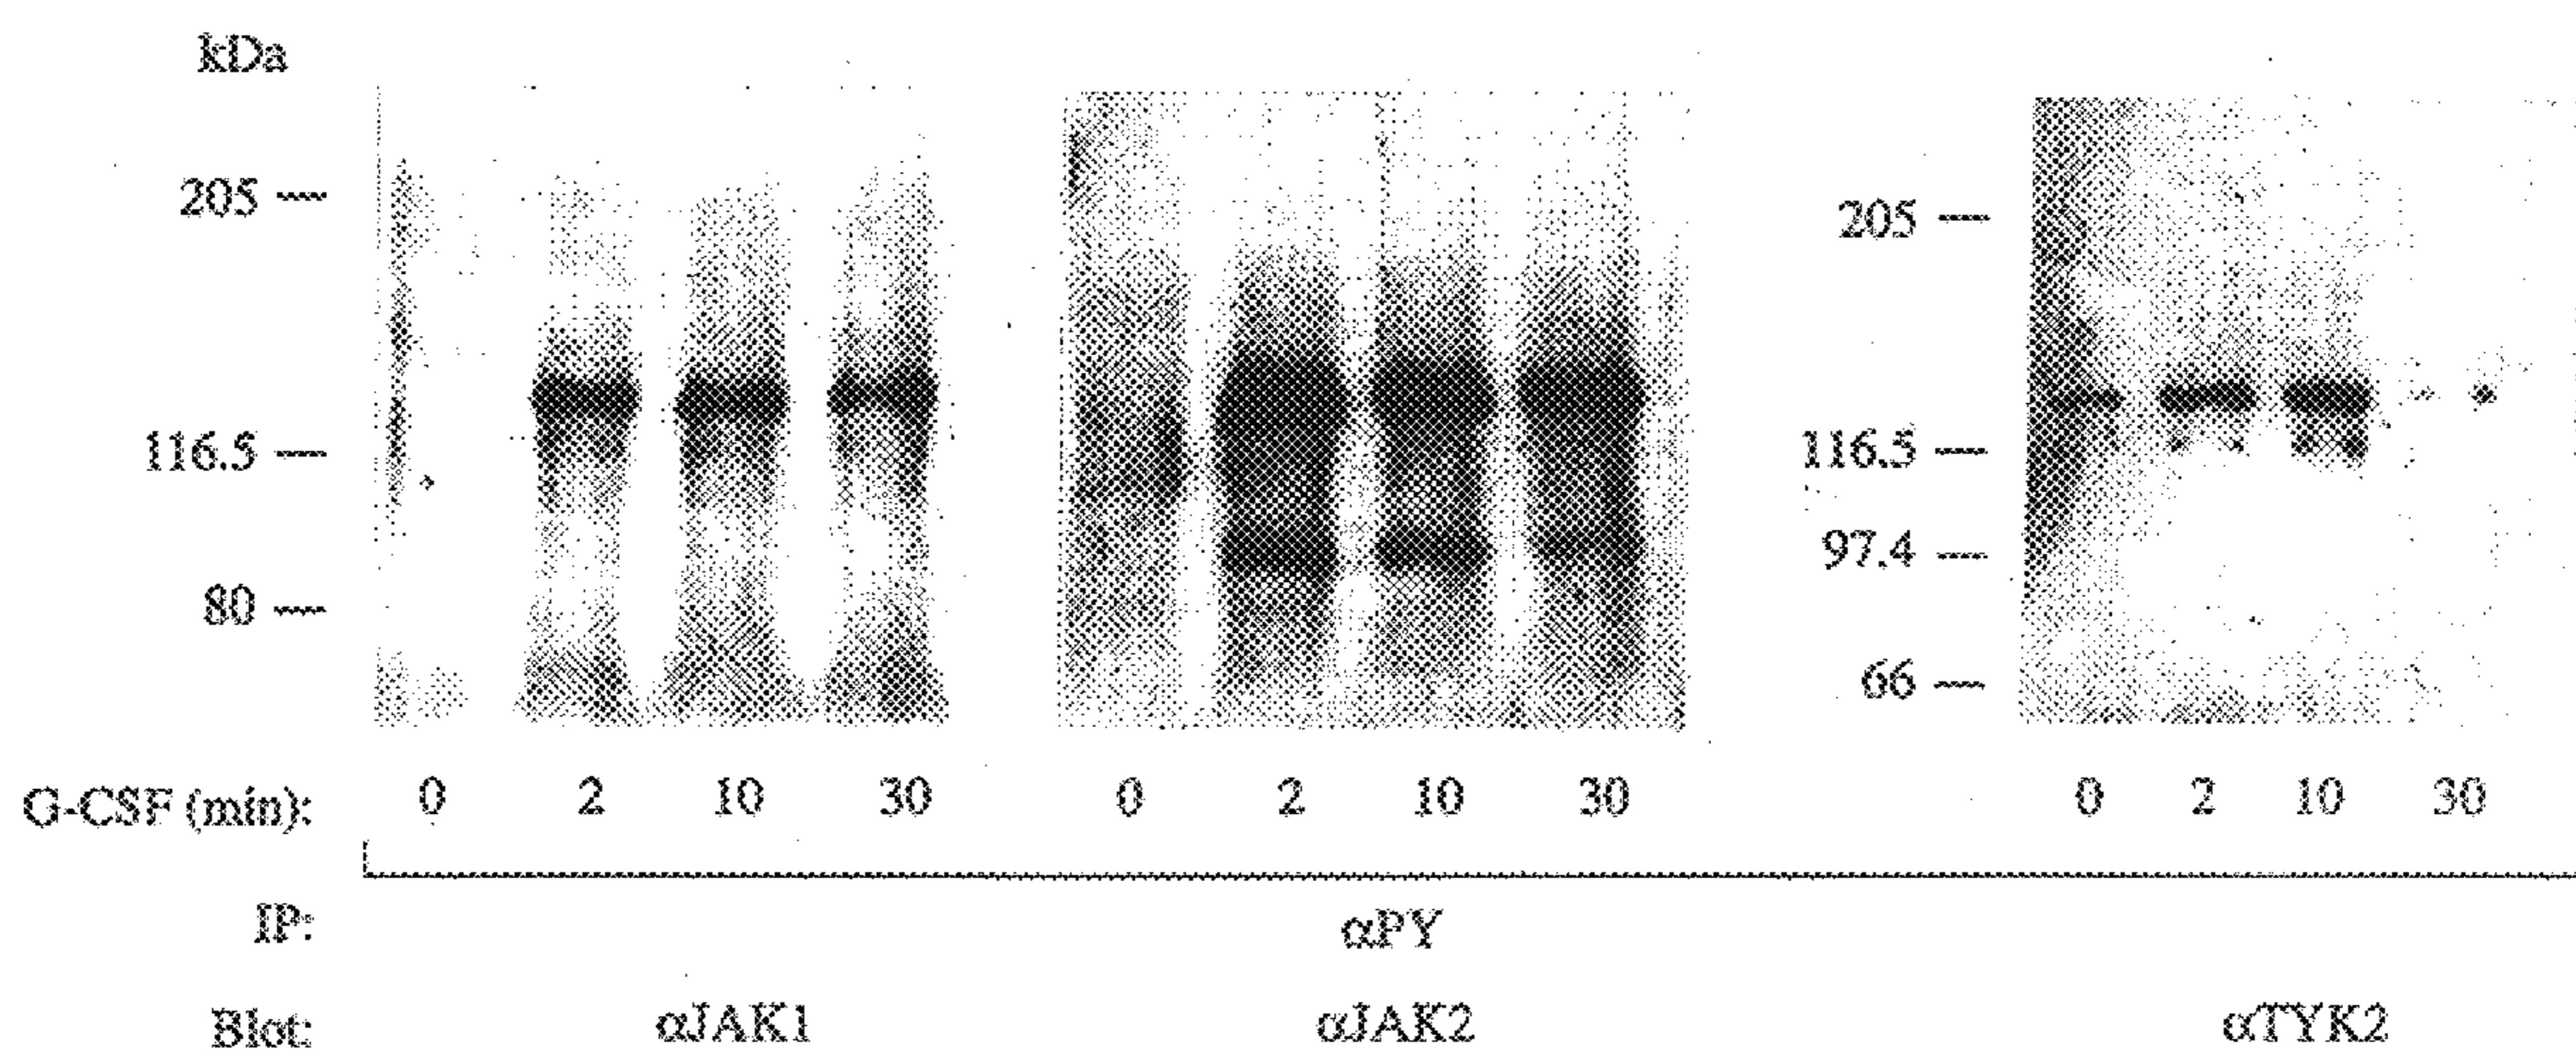 kDa
205
205
116.5
116.5
97.4
80
66
G-CSF (min): 0 2 10 30 0 2 10 30 0 2 10 30
IP: αPY
Blot: αJAK1 αJAK2 αTYK2